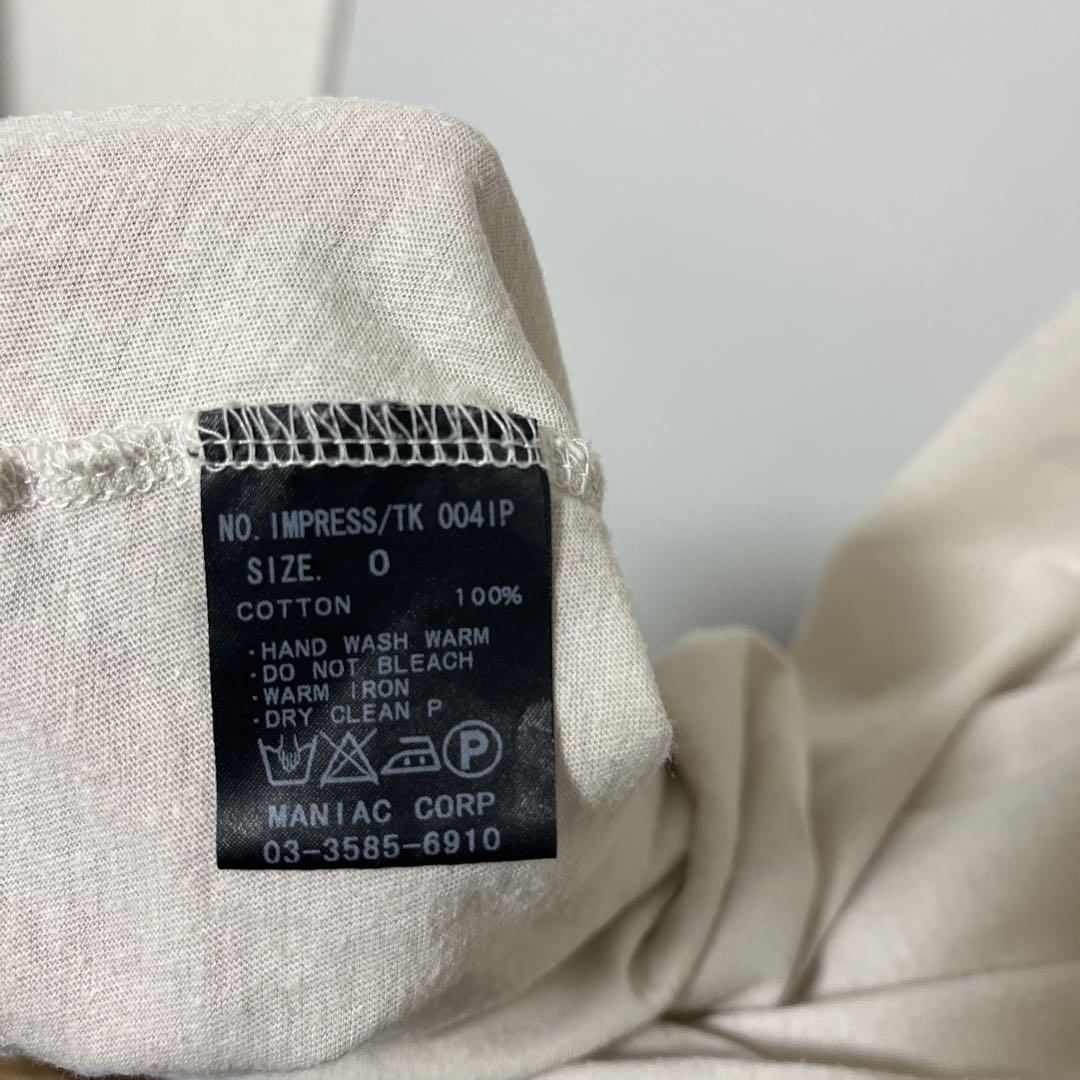 NO. IMPRESS/TK 004IP
SIZE. 0
COTTON 100%
·HAND WASH WARM
·DO NOT BLEACH
·WARM IRON
·DRY CLEAN P
P
MANIAC CORP
03-3585-6910